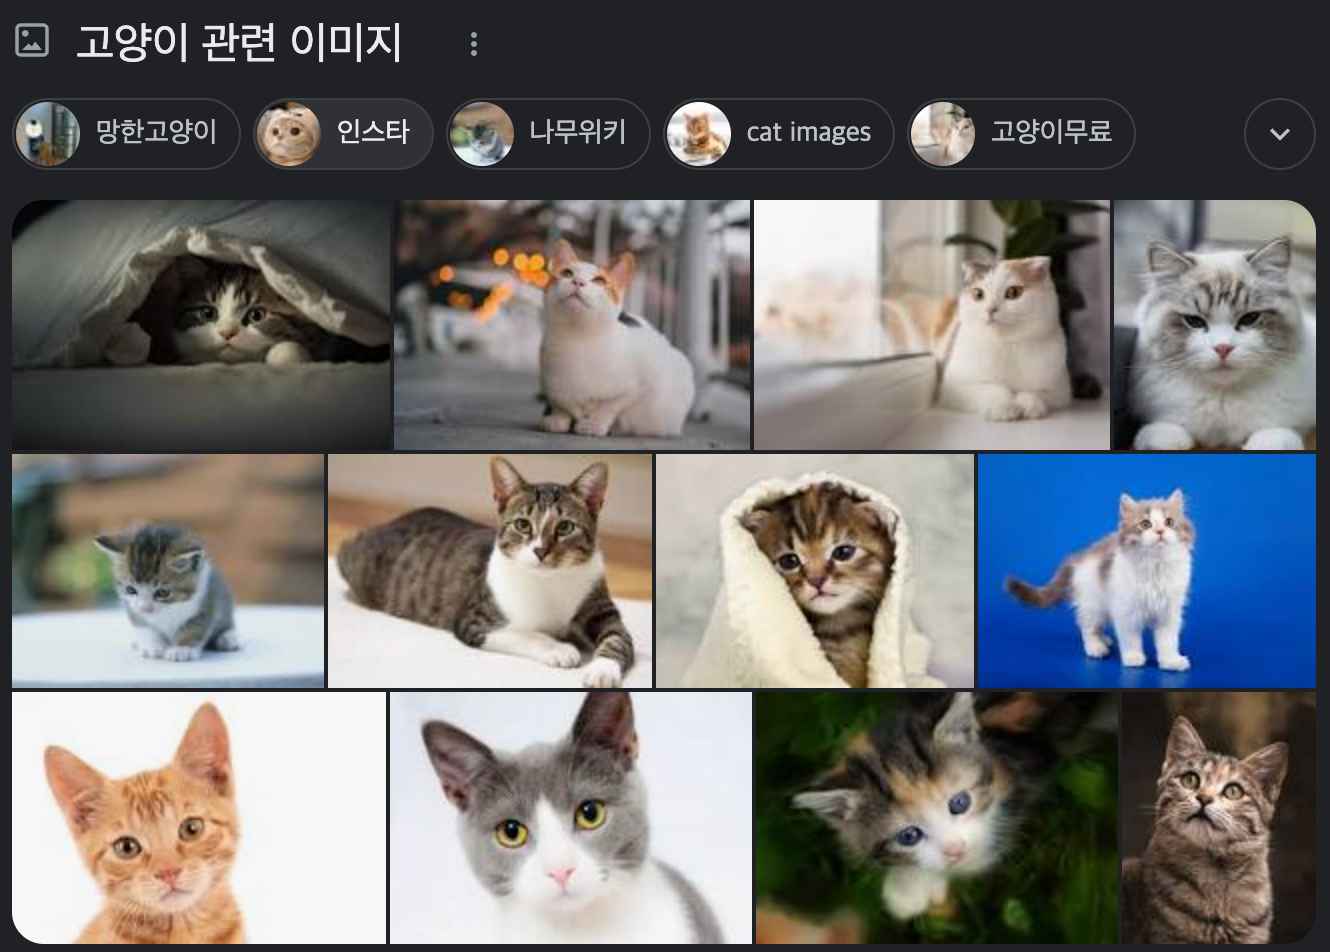 고양이 관련 이미지
망한고양이
인스타
나무위키
cat images
고양이무료